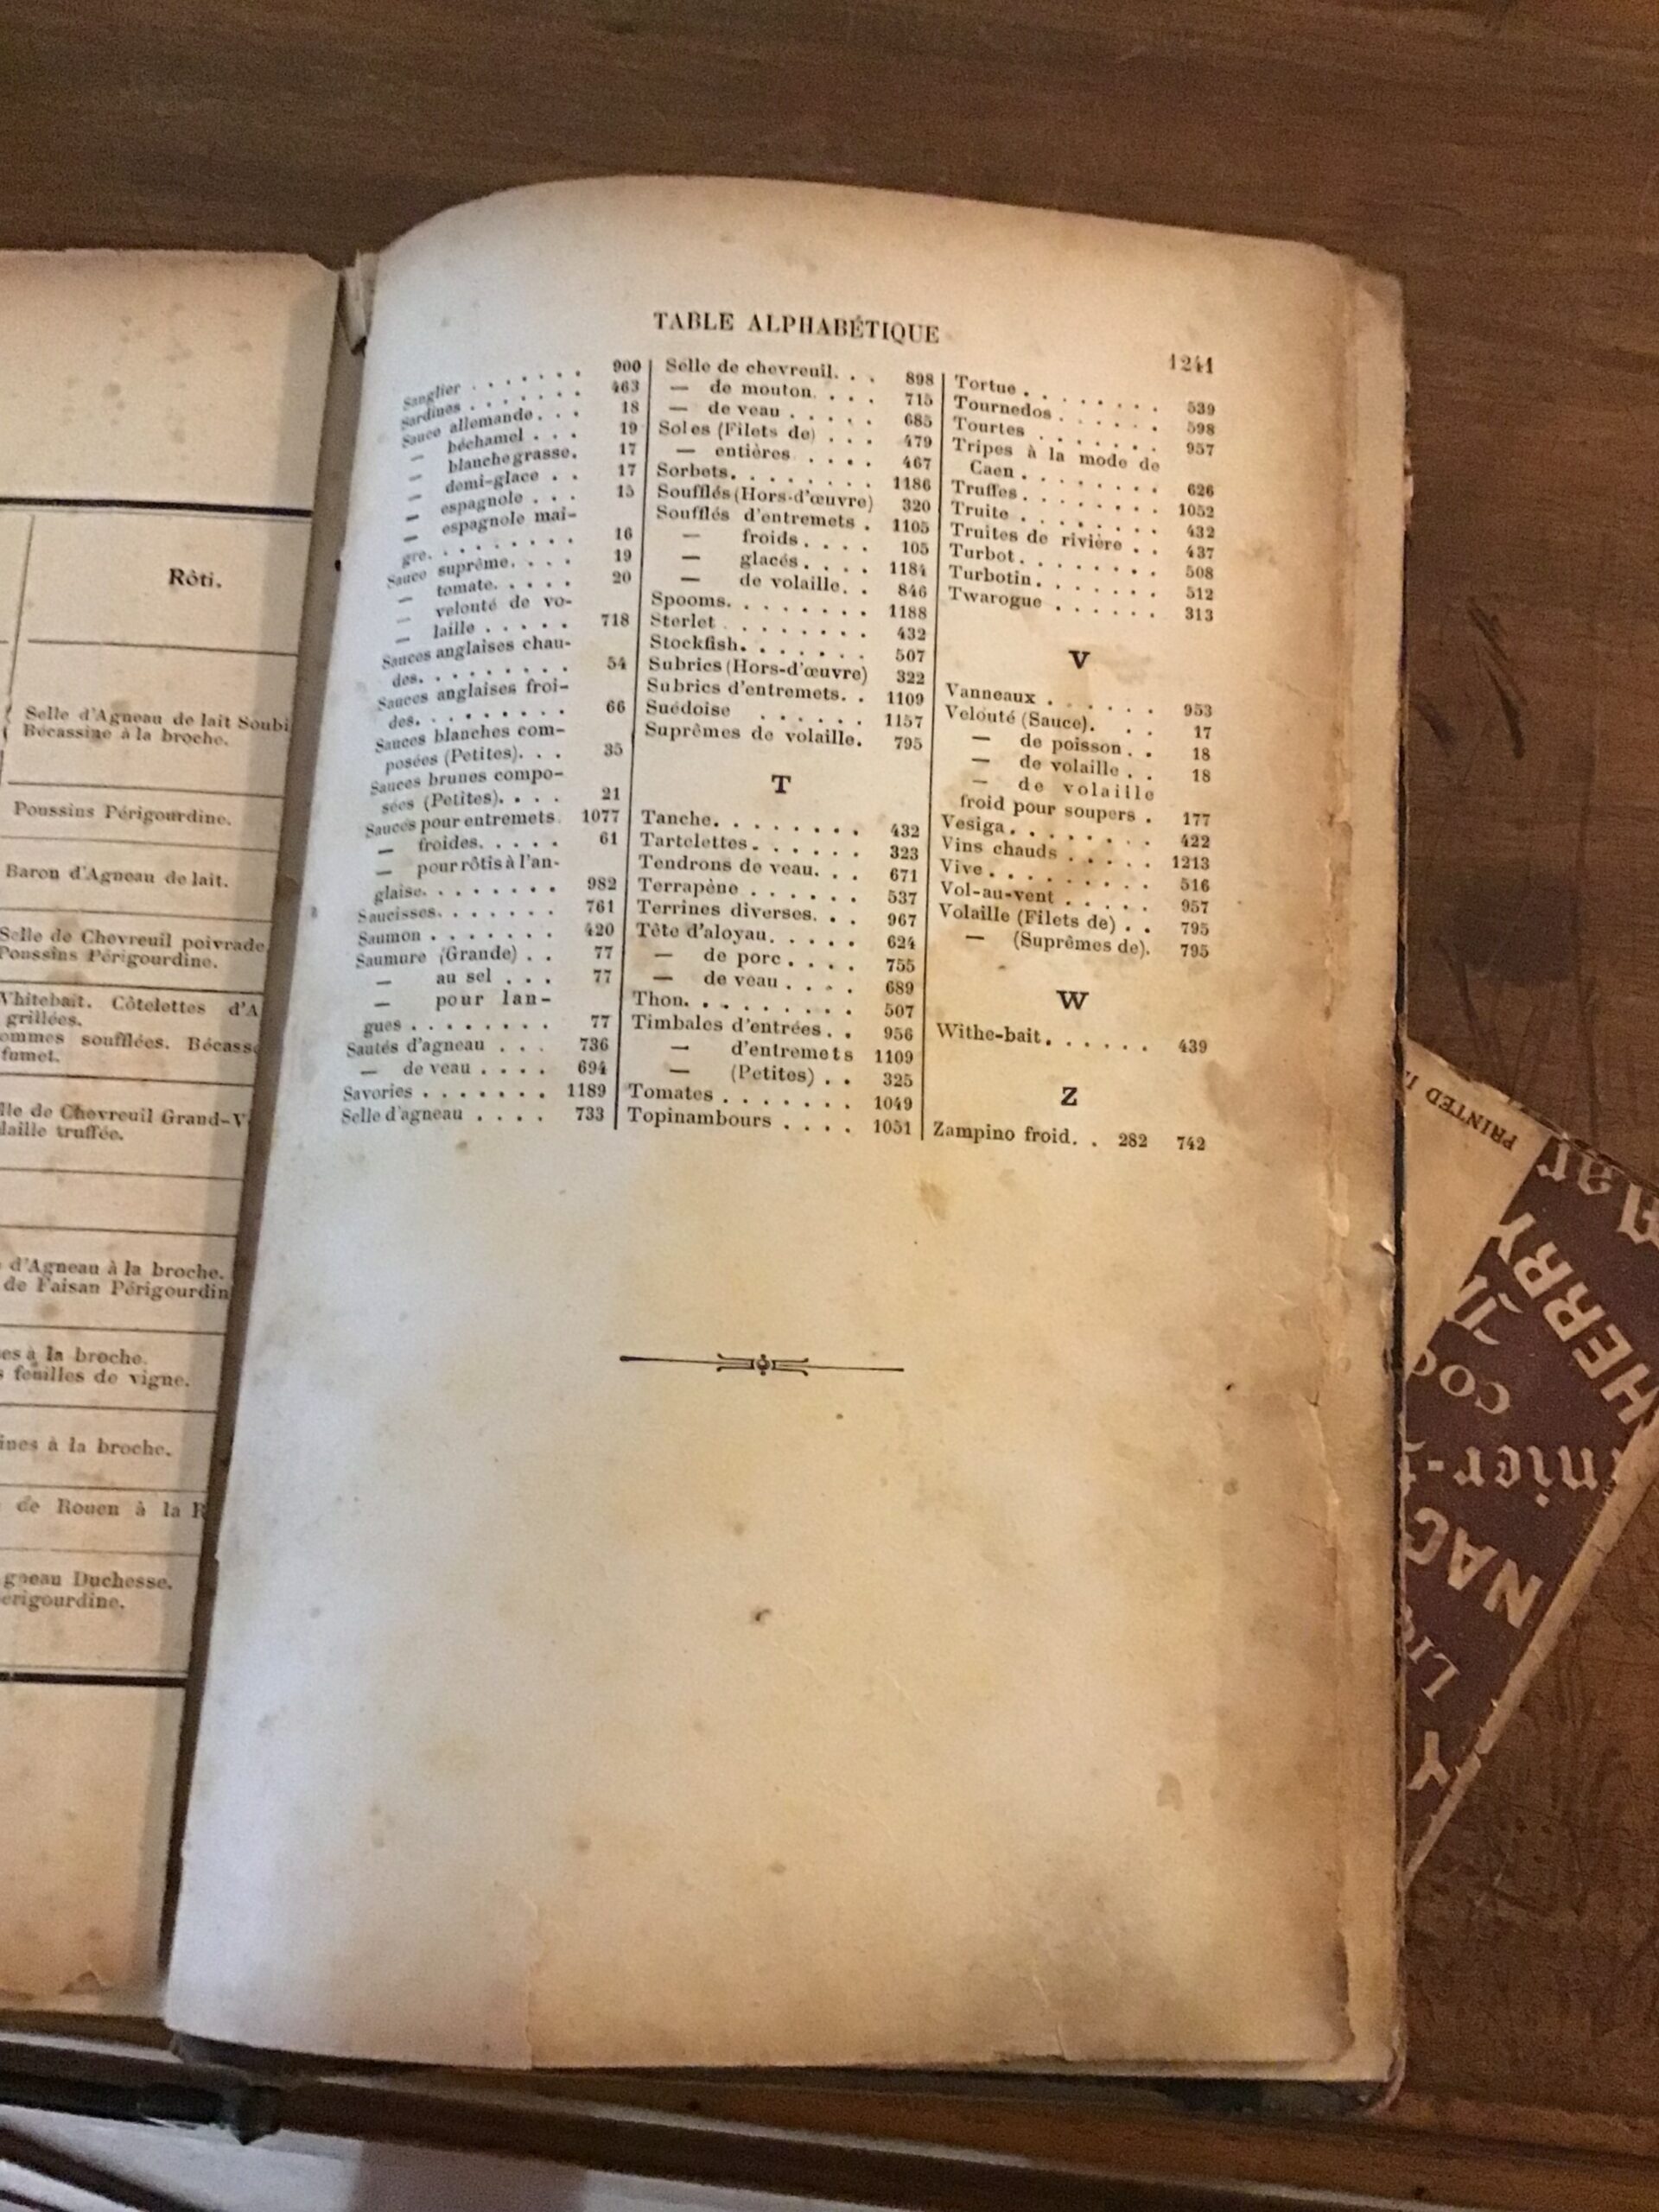 Rôti.
Selle d'Agneau de lait Soubi
Bécassine à la broche.
Poussins Périgourdine.
Baron d'Agneau de lait.
Selle de Chevreuil poivrade
Poussins Périgourdine.
Whitebait. Côtelettes d'A
grillées.
ommes soufflées. Bécass
fumet.
lle de Chevreuil Grand-V
laille truffée.
d'Agneau à la broche.
de Faisan Périgourdin
es à la broche.
s feuilles de vigne.
ines à la broche.
de Rouen à la R
gneau Duchesse.
érigourdine.
TABLE ALPHABÉTIQUE
1241
Sanglier . . . . . . . 900
Sardines . . . . . . . 463
Sauce allemande . . . 18
— béchamel . . . 19
— blanche grasse. 17
— demi-glace . . 17
— espagnole . . . 15
— espagnole mai-
gre. . . . . . . . . 16
Sauce suprême. . . . 19
— tomate. . . . . 20
— velouté de vo-
— laille . . . . . 718
Sauces anglaises chau-
des. . . . . . . . 54
Sauces anglaises froi-
des. . . . . . . . . 66
Sauces blanches com-
posées (Petites). . . 35
Sauces brunes compo-
sées (Petites). . . . 21
Sauces pour entremets. 1077
— froides. . . . . 61
— pour rôtis à l'an-
glaise. . . . . . . . 982
Saucisses. . . . . . . 761
Saumon . . . . . . . 420
Saumure (Grande) . . 77
— au sel . . . 77
— pour lan-
gues . . . . . . . . 77
Sautés d'agneau . . . 736
— de veau . . . . 694
Savories . . . . . . . 1189
Selle d'agneau . . . . 733
Selle de chevreuil. . . 898
— de mouton. . . . 715
— de veau . . . . 685
Soles (Filets de) . . . 479
— entières . . . . 467
Sorbets. . . . . . . . 1186
Soufflés (Hors-d'œuvre) 320
Soufflés d'entremets . 1105
— froids. . . . 105
— glacés. . . . 1184
— de volaille. . 846
Spooms. . . . . . . . 1188
Sterlet . . . . . . . . 432
Stockfish. . . . . . . 507
Subrics (Hors-d'œuvre) 322
Subrics d'entremets. . 1109
Suédoise . . . . . . 1157
Suprêmes de volaille. 795
T
Tanche. . . . . . . . 432
Tartelettes. . . . . . 323
Tendrons de veau. . . 671
Terrapène . . . . . . 537
Terrines diverses. . . 967
Tête d'aloyau. . . . . 624
— de porc . . . . 755
— de veau . . . . 689
Thon. . . . . . . . . 507
Timbales d'entrées. . 956
— d'entremets 1109
— (Petites) . . 325
Tomates . . . . . . . 1049
Topinambours . . . . 1051
Tortue . . . . . . . . 539
Tournedos . . . . . . 598
Tourtes . . . . . . . 957
Tripes à la mode de
Caen . . . . . . . . 626
Truffes. . . . . . . . 1052
Truite . . . . . . . . 432
Truites de rivière . . 437
Turbot. . . . . . . . 508
Turbotin. . . . . . . 512
Twarogue . . . . . . 313
V
Vanneaux . . . . . . 953
Velouté (Sauce). . . 17
— de poisson . . 18
— de volaille . . 18
— de volaille
froid pour soupers . 177
Vesiga. . . . . . . . 422
Vins chauds . . . . . 1213
Vive. . . . . . . . . 516
Vol-au-vent . . . . . 957
Volaille (Filets de) . . 795
— (Suprêmes de). 795
W
Withe-bait. . . . . . 439
Z
Zampino froid. . 282 742
PRINTED I
Mar
HERRY
coc
nier-
NAC
LIQ
Y